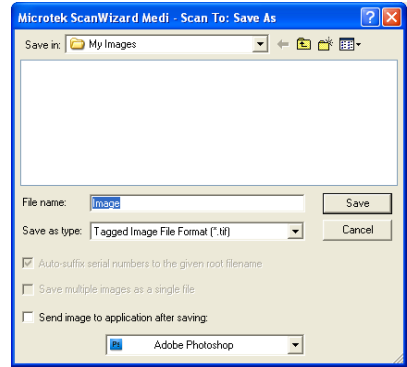 Microtek ScanWizard Medi - Scan To: Save As
Save in: My Images
File name: Image Save
Save as type: Tagged Image File Format (*.tif) Cancel
Auto-suffix serial numbers to the given root filename
Save multiple images as a single file
Send image to application after saving:
Ps Adobe Photoshop